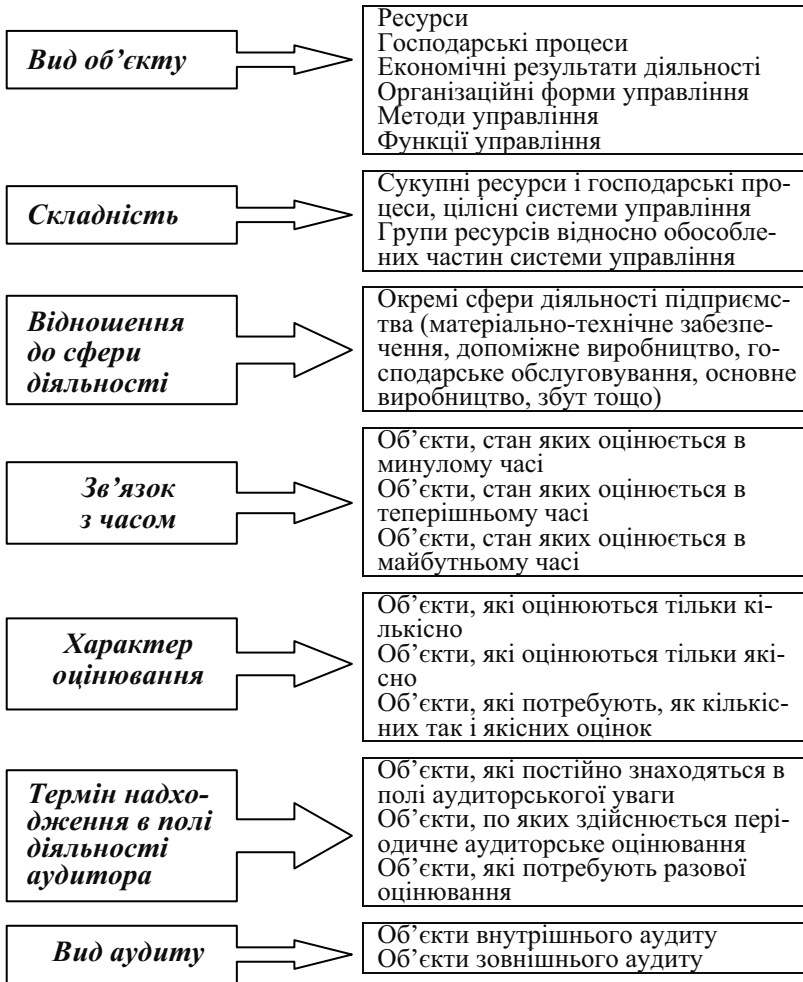 Вид об’єкту
Ресурси
Господарські процеси
Економічні результати діяльності
Організаційні форми управління
Методи управління
Функції управління
Складність
Сукупні ресурси і господарські про-
цеси, цілісні системи управління
Групи ресурсів відносно обособле-
них частин системи управління
Відношення
до сфери
діяльності
Окремі сфери діяльності підприємс-
тва (матеріально-технічне забезпе-
чення, допоміжне виробництво, го-
сподарське обслуговування, основне
виробництво, збут тощо)
Зв’язок
з часом
Об’єкти, стан яких оцінюється в
минулому часі
Об’єкти, стан яких оцінюється в
теперішньому часі
Об’єкти, стан яких оцінюється в
майбутньому часі
Характер
оцінювання
Об’єкти, які оцінюються тільки кі-
лькісно
Об’єкти, які оцінюються тільки які-
сно
Об’єкти, які потребують, як кількіс-
них так і якісних оцінок
Термін надхо-
дження в полі
діяльності
аудитора
Об’єкти, які постійно знаходяться в
полі аудиторської уваги
Об’єкти, по яких здійснюється пері-
одичне аудиторське оцінювання
Об’єкти, які потребують разової
оцінювання
Вид аудиту
Об’єкти внутрішнього аудиту
Об’єкти зовнішнього аудиту